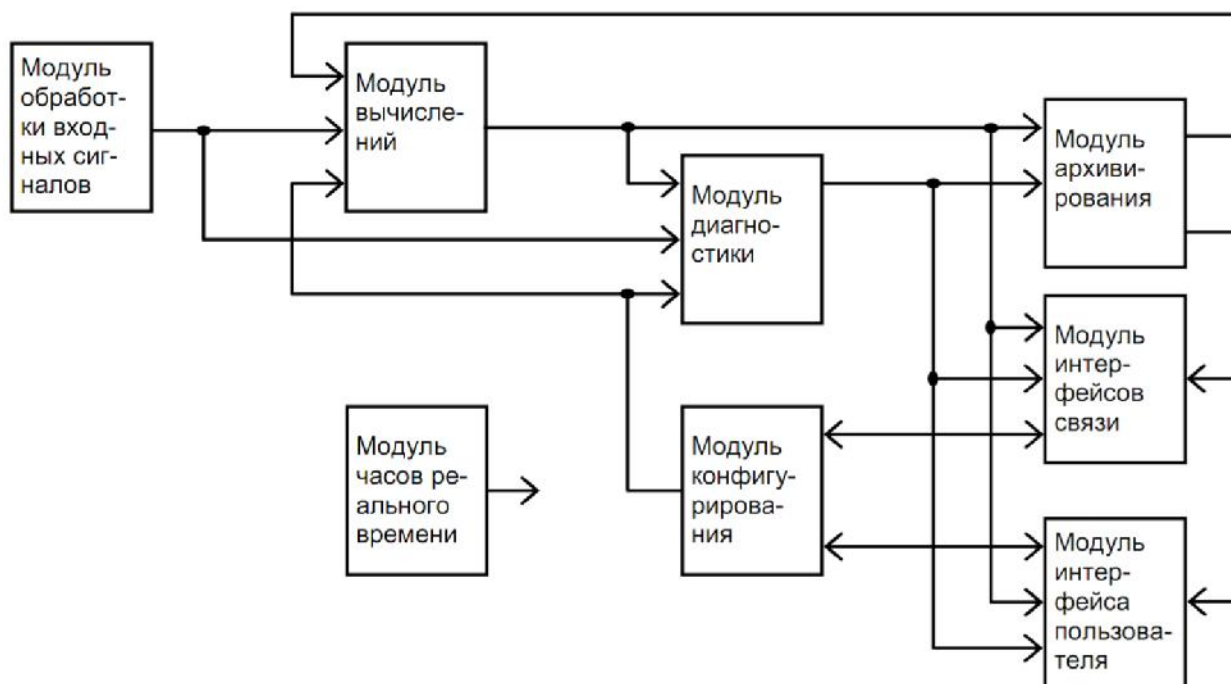 Модуль
обработ-
ки вход-
ных сиг-
налов
Модуль
вычисле-
ний
Модуль
диагно-
стики
Модуль
архиви-
рования
Модуль
интер-
фейсов
связи
Модуль
часов ре-
ального
времени
Модуль
конфигу-
рирова-
ния
Модуль
интер-
фейса
пользова-
теля